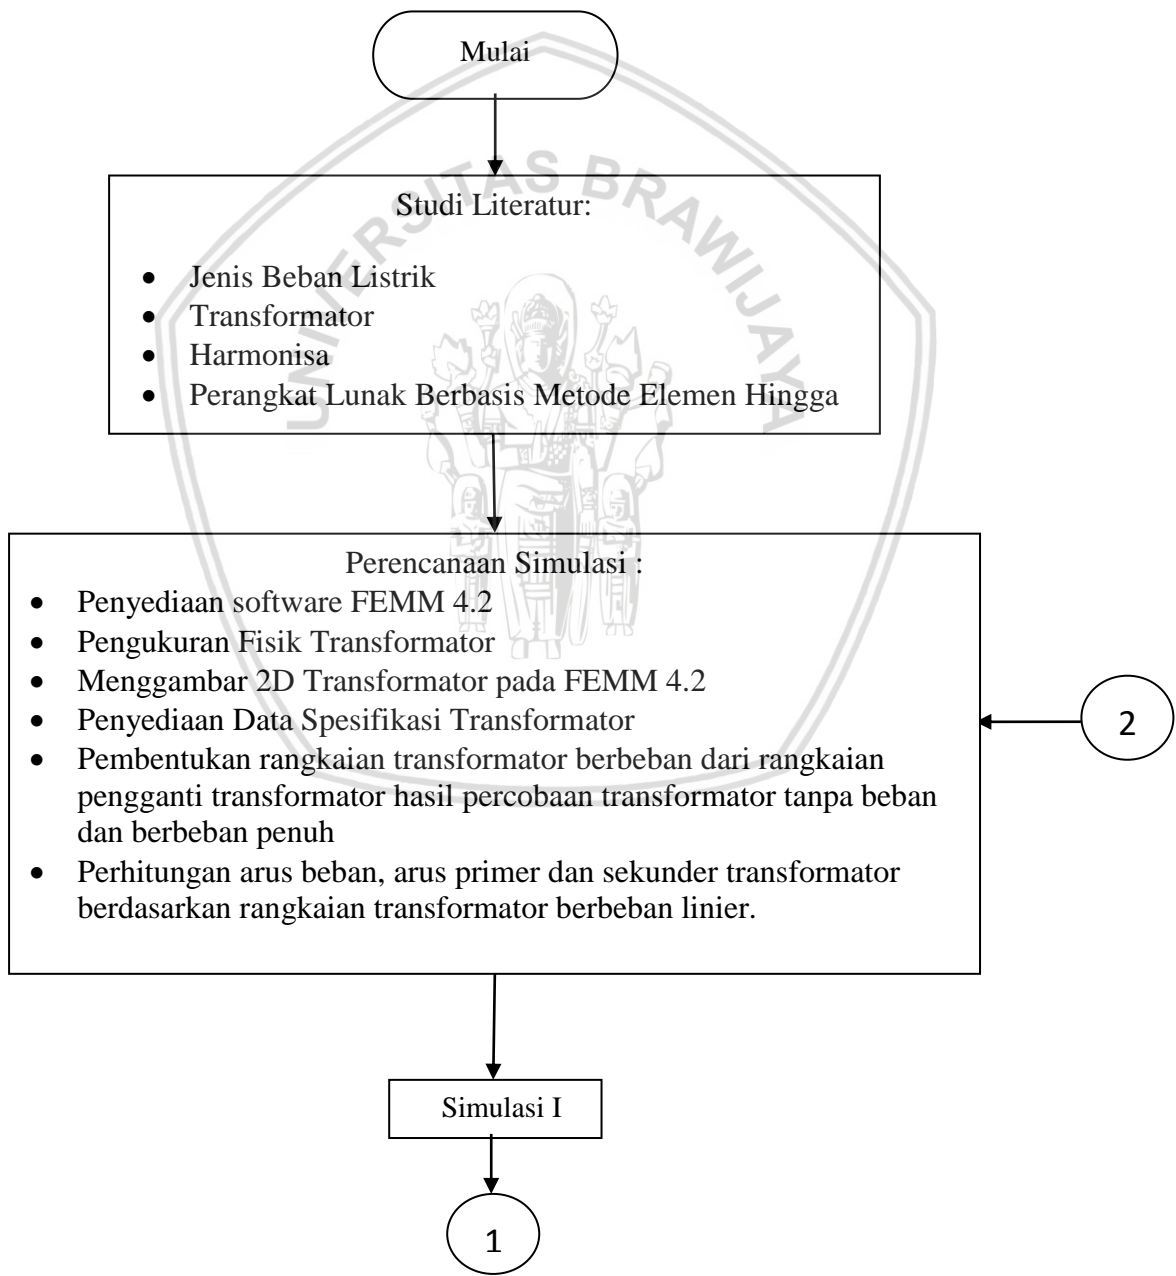 Mulai
UNIVERSITAS BRAWIJAYA
Studi Literatur:
• Jenis Beban Listrik
• Transformator
• Harmonisa
• Perangkat Lunak Berbasis Metode Elemen Hingga
Perencanaan Simulasi :
• Penyediaan software FEMM 4.2
• Pengukuran Fisik Transformator
• Menggambar 2D Transformator pada FEMM 4.2
• Penyediaan Data Spesifikasi Transformator
• Pembentukan rangkaian transformator berbeban dari rangkaian
pengganti transformator hasil percobaan transformator tanpa beban
dan berbeban penuh
• Perhitungan arus beban, arus primer dan sekunder transformator
berdasarkan rangkaian transformator berbeban linier.
2
Simulasi I
1